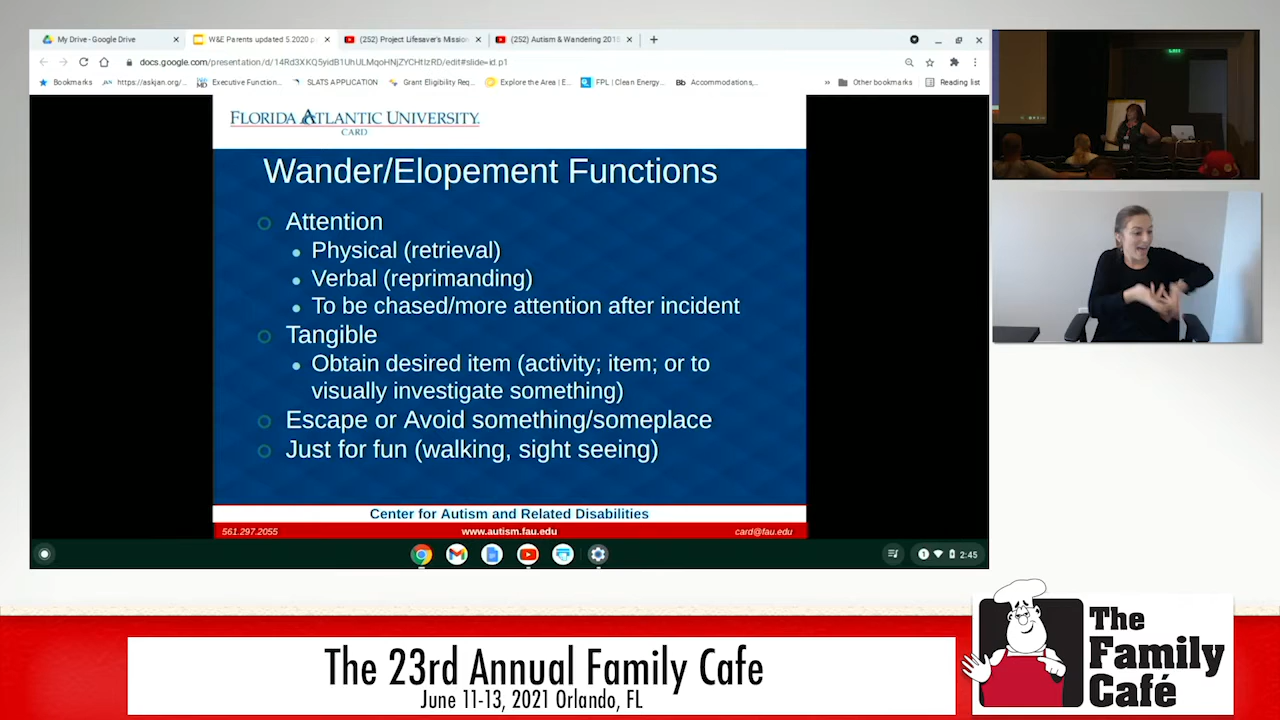 My Drive - Google Drive
W&E Parents updated 5.2020 p
(252) Project Lifesaver's Mission
(252) Autism & Wandering 201
docs.google.com/presentation/d/14Rd3XKQ5yidB1UhULMqoHNjZYCHtIzRD/edit#slide=id.p1
Bookmarks
https://askjan.org/...
Executive Function...
SLATS APPLICATION
Grant Eligibility Req...
Explore the Area | E...
FPL | Clean Energy...
Bb Accommodations,...
» Other bookmarks
Reading list
FLORIDA ATLANTIC UNIVERSITY
CARD
Wander/Elopement Functions
Attention
Physical (retrieval)
Verbal (reprimanding)
To be chased/more attention after incident
Tangible
Obtain desired item (activity; item; or to
visually investigate something)
Escape or Avoid something/someplace
Just for fun (walking, sight seeing)
Center for Autism and Related Disabilities
561.297.2055
www.autism.fau.edu
card@fau.edu
1
2:45
The 23rd Annual Family Cafe
June 11-13, 2021 Orlando, FL
The
Family
Café